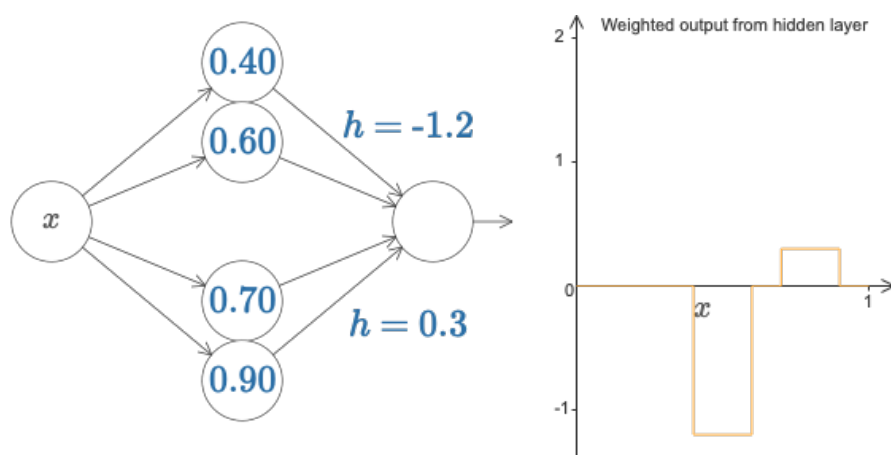 0.40
h = -1.2
0.60
x
0.70
h = 0.3
0.90
Weighted output from hidden layer
2
1
0
x
1
-1